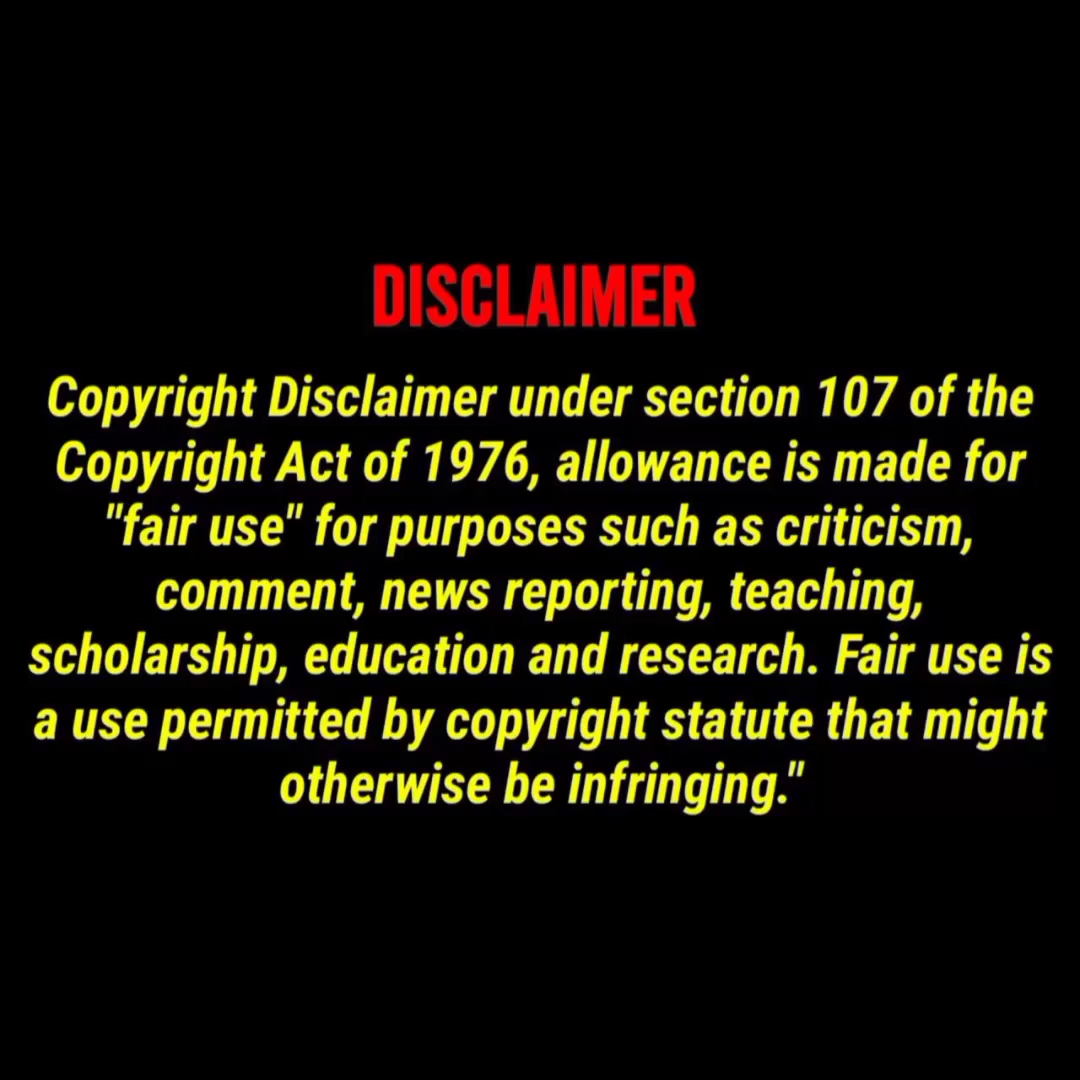 DISCLAIMER
Copyright Disclaimer under section 107 of the
Copyright Act of 1976, allowance is made for
"fair use" for purposes such as criticism,
comment, news reporting, teaching,
scholarship, education and research. Fair use is
a use permitted by copyright statute that might
otherwise be infringing."